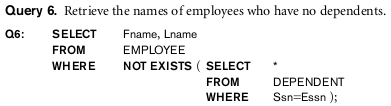 Query 6. Retrieve the names of employees who have no dependents.
Q6: SELECT Fname, Lname
FROM EMPLOYEE
WHERE NOT EXISTS ( SELECT *
FROM DEPENDENT
WHERE Ssn=Essn );